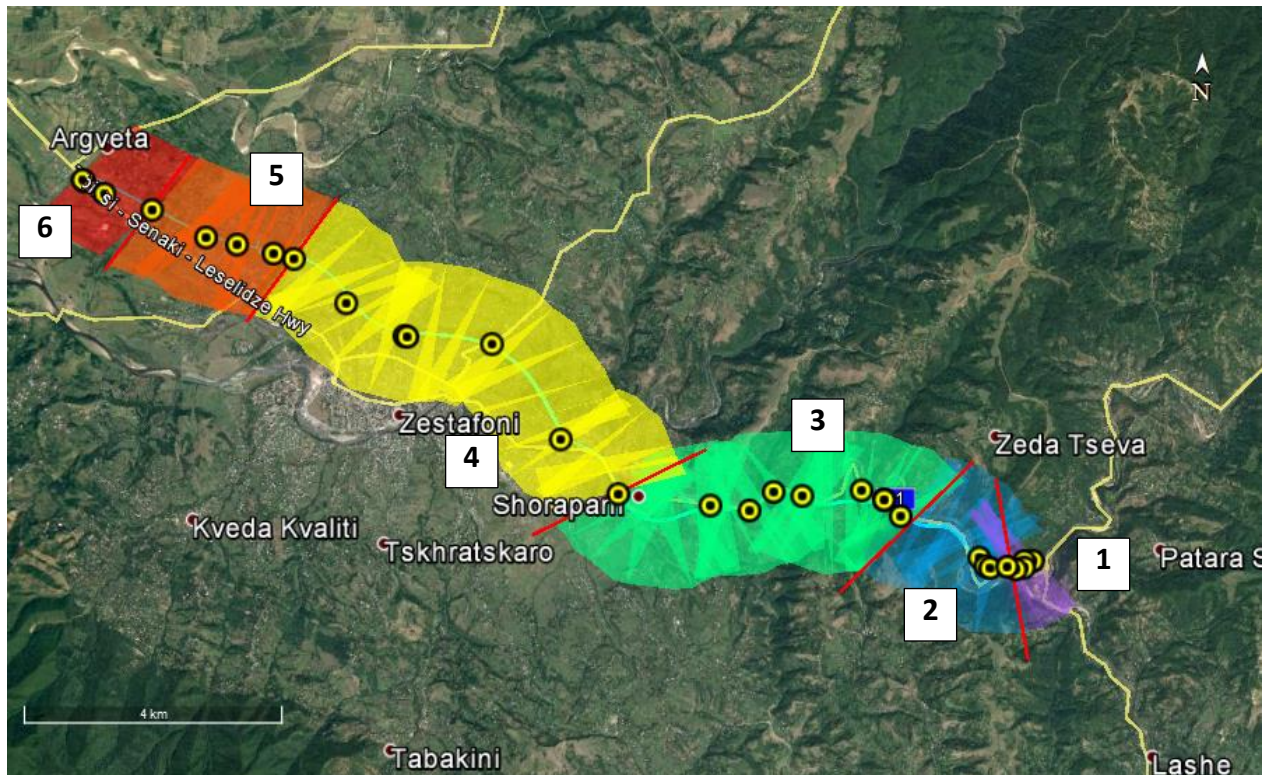 N
Argveta
5
6
Senaki - Leselidze Hwy
3
Zeda Tseva
Zestafoni
4
Shorapani
1
Kveda Kvaliti
Tskhratskaro
1
Patara S
2
4 km
Tabakini
Lashe